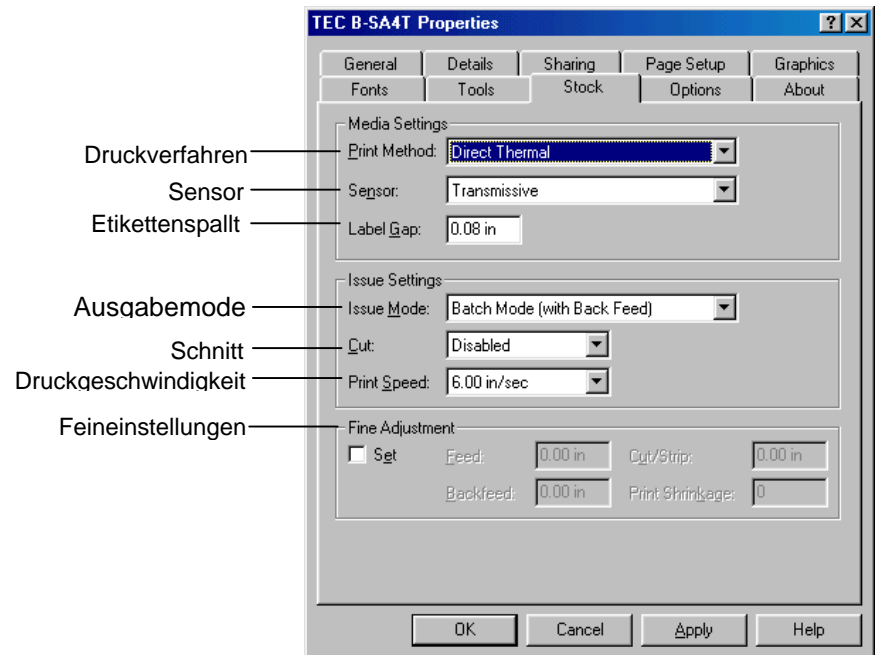 TEC B-SA4T Properties
General Details Sharing Page Setup Graphics
Fonts Tools Stock Options About
Media Settings
Druckverfahren Print Method: Direct Thermal
Sensor Sensor: Transmissive
Etikettenspallt Label Gap: 0.08 in
Issue Settings
Ausgabemode Issue Mode: Batch Mode (with Back Feed)
Schnitt Cut: Disabled
Druckgeschwindigkeit Print Speed: 6.00 in/sec
Feineinstellungen Fine Adjustment
Set Feed: 0.00 in Cut/Strip: 0.00 in
Backfeed: 0.00 in Print Shrinkage: 0
OK Cancel Apply Help